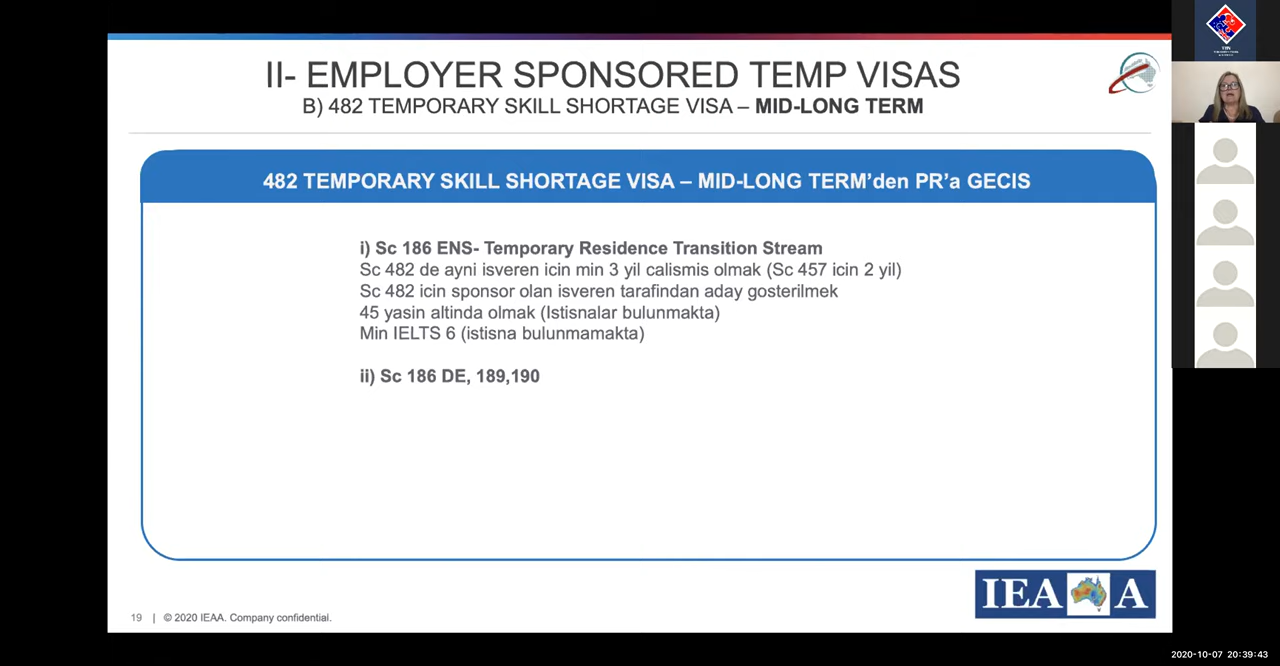 II- EMPLOYER SPONSORED TEMP VISAS
B) 482 TEMPORARY SKILL SHORTAGE VISA – MID-LONG TERM
482 TEMPORARY SKILL SHORTAGE VISA – MID-LONG TERM’den PR’a GECIS
i) Sc 186 ENS- Temporary Residence Transition Stream
Sc 482 de ayni isveren icin min 3 yil calismis olmak (Sc 457 icin 2 yil)
Sc 482 icin sponsor olan isveren tarafindan aday gosterilmek
45 yasin altinda olmak (Istisnalar bulunmakta)
Min IELTS 6 (istisna bulunmamakta)
ii) Sc 186 DE, 189,190
IEAA
19 | © 2020 IEAA. Company confidential.
2020-10-07 20:39:43